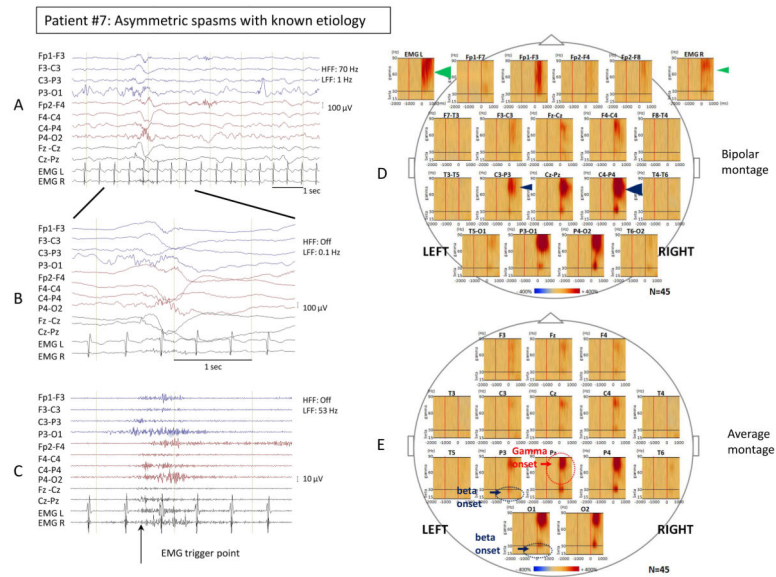 Patient #7: Asymmetric spasms with known etiology
A
Fp1-F3
F3-C3
C3-P3
P3-O1
Fp2-F4
F4-C4
C4-P4
P4-O2
Fz -Cz
Cz-Pz
EMG L
EMG R
HFF: 70 Hz
LFF: 1 Hz
100 µV
1 sec
B
Fp1-F3
F3-C3
C3-P3
P3-O1
Fp2-F4
F4-C4
C4-P4
P4-O2
Fz -Cz
Cz-Pz
EMG L
EMG R
HFF: Off
LFF: 0.1 Hz
100 µV
1 sec
C
Fp1-F3
F3-C3
C3-P3
P3-O1
Fp2-F4
F4-C4
C4-P4
P4-O2
Fz -Cz
Cz-Pz
EMG L
EMG R
HFF: Off
LFF: 53 Hz
10 µV
EMG trigger point
D
Bipolar montage
EMG L
Fp1-F7
Fp1-F3
Fp2-F4
Fp2-F8
EMG R
F7-T3
F3-C3
Fz-Cz
F4-C4
F8-T4
T3-T5
C3-P3
Cz-Pz
C4-P4
T4-T6
T5-O1
P3-O1
P4-O2
T6-O2
LEFT
RIGHT
- 400%
+ 400%
N=45
E
Average montage
F3
Fz
F4
T3
C3
Cz
C4
T4
T5
P3
Pz
P4
T6
Gamma onset
beta onset
O1
O2
beta onset
LEFT
RIGHT
- 400%
+ 400%
N=45